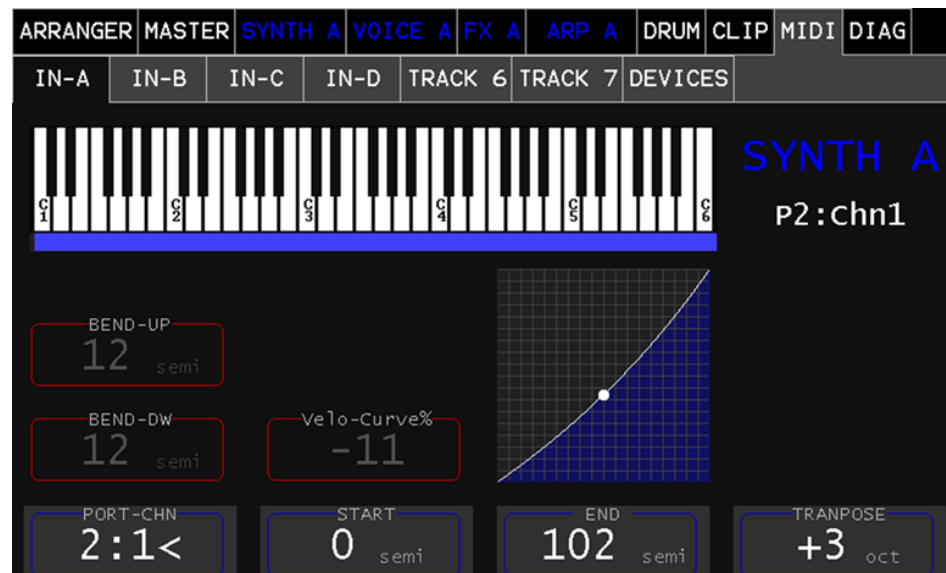 ARRANGER MASTER SYNTH A VOICE A FX A ARP A DRUM CLIP MIDI DIAG
IN-A IN-B IN-C IN-D TRACK 6 TRACK 7 DEVICES
SYNTH A
C1 C2 C3 C4 C5 C6
P2:Chn1
BEND-UP
12 semi
BEND-DW Velo-Curve%
12 semi -11
PORT-CHN START END TRANPOSE
2:1< 0 semi 102 semi +3 oct